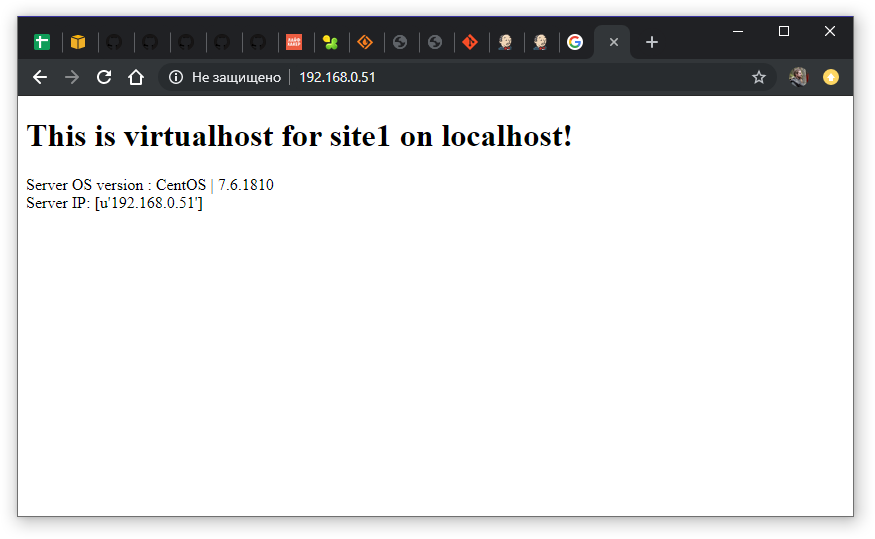 Не защищено
192.168.0.51
This is virtualhost for site1 on localhost!
Server OS version : CentOS | 7.6.1810
Server IP: [u'192.168.0.51']